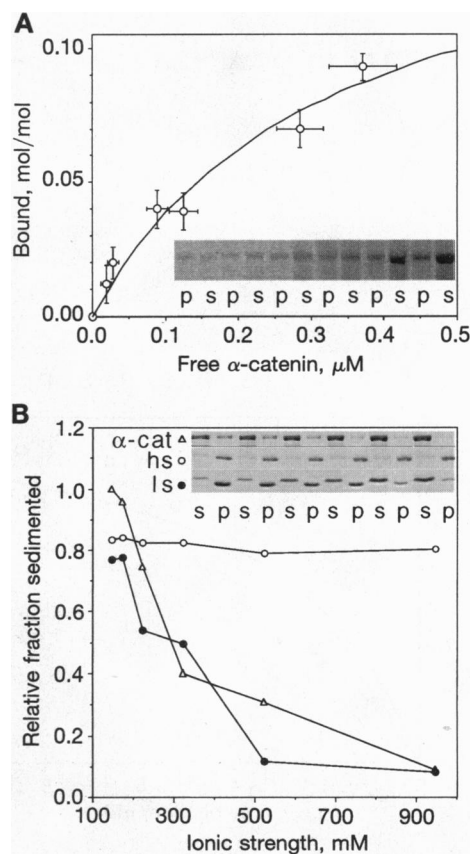 A
0.10
0.05
0.00
Bound, mol/mol
p s p s p s p s p s p s
0.0 0.1 0.2 0.3 0.4 0.5
Free α-catenin, μM
B
1.2
1.0
0.8
0.6
0.4
0.2
0.0
Relative fraction sedimented
α-cat
hs
ls
s p s p s p s p s p s p
100 300 500 700 900
Ionic strength, mM